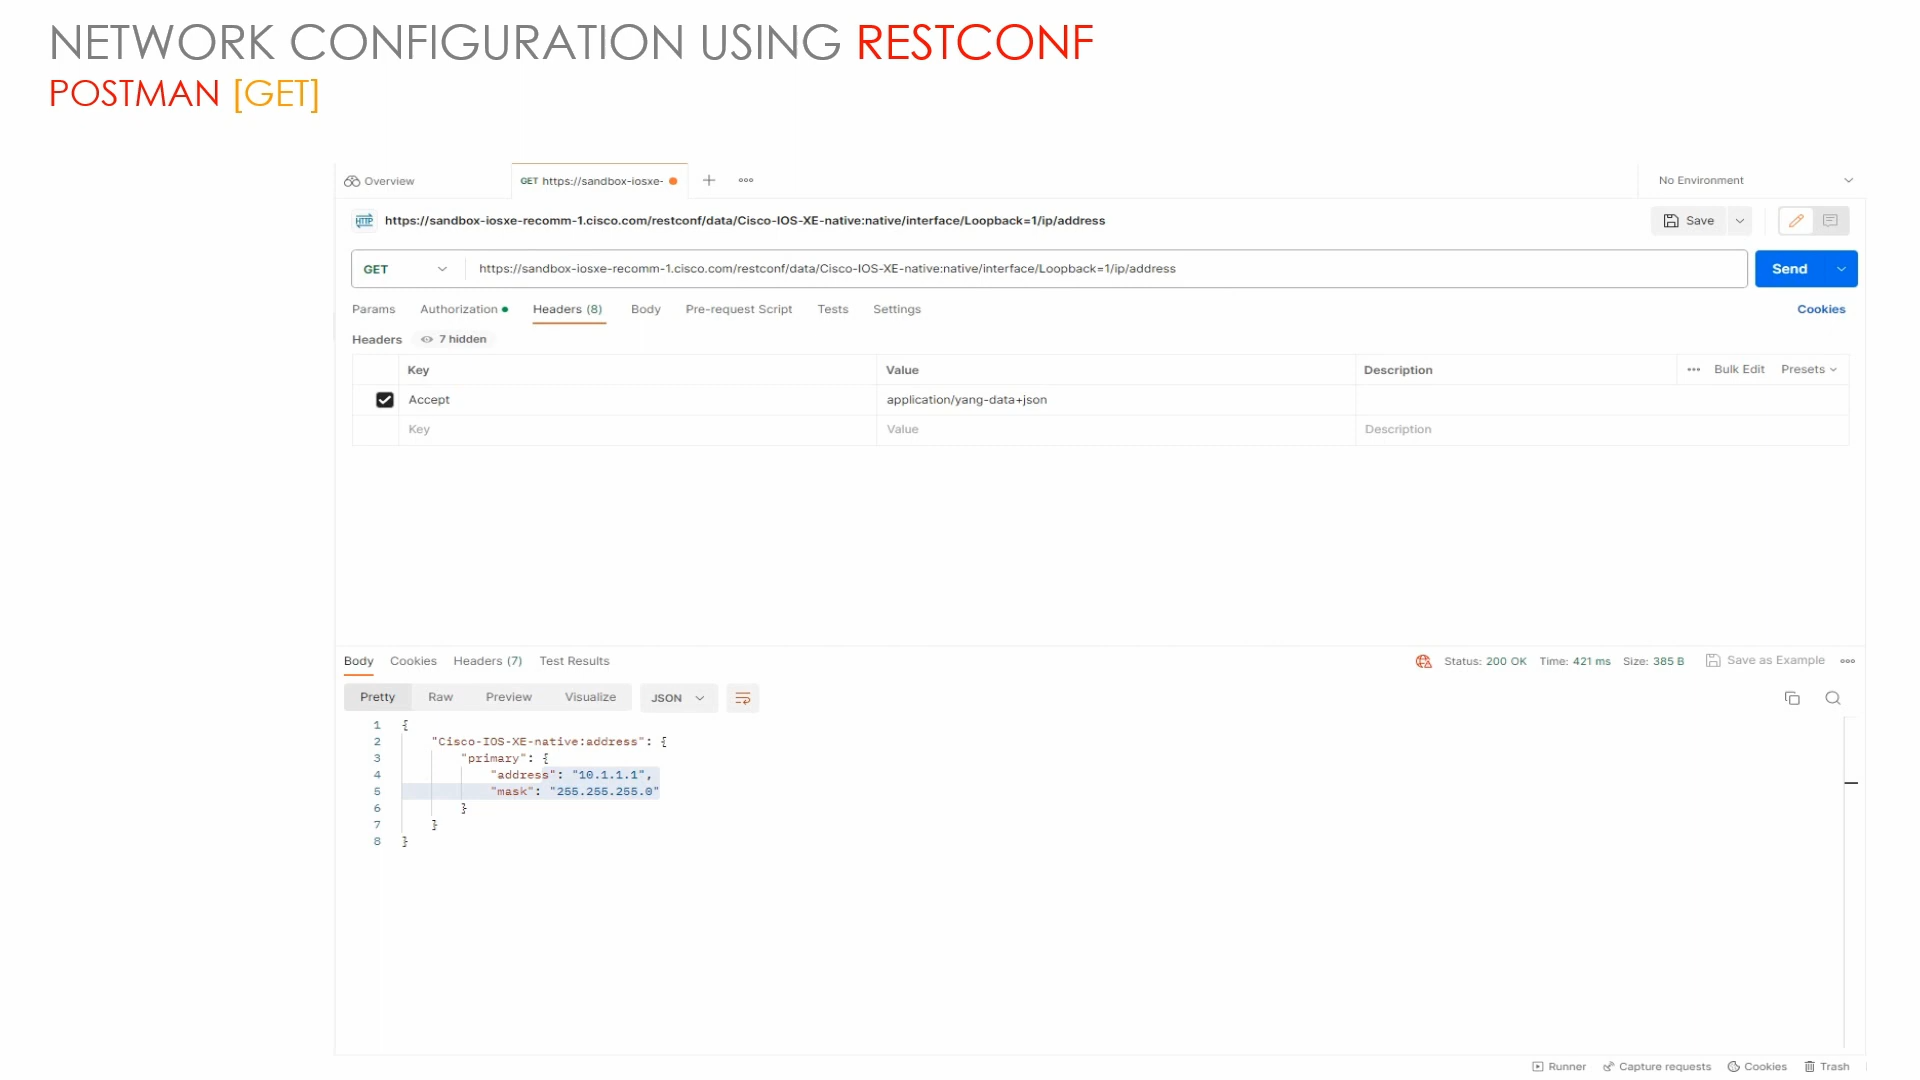 NETWORK CONFIGURATION USING RESTCONF
POSTMAN [GET]
Overview
GET https://sandbox-iosxe-
No Environment
HTTP https://sandbox-iosxe-recomm-1.cisco.com/restconf/data/Cisco-IOS-XE-native:native/interface/Loopback=1/ip/address
Save
GET https://sandbox-iosxe-recomm-1.cisco.com/restconf/data/Cisco-IOS-XE-native:native/interface/Loopback=1/ip/address
Send
Params Authorization Headers (8) Body Pre-request Script Tests Settings Cookies
Headers 7 hidden
Key Value Description ••• Bulk Edit Presets
Accept application/yang-data+json
Key Value Description
Body Cookies Headers (7) Test Results Status: 200 OK Time: 421 ms Size: 385 B Save as Example
Pretty Raw Preview Visualize JSON
1 {
2 "Cisco-IOS-XE-native:address": {
3 "primary": {
4 "address": "10.1.1.1",
5 "mask": "255.255.255.0"
6 }
7 }
8 }
Runner Capture requests Cookies Trash